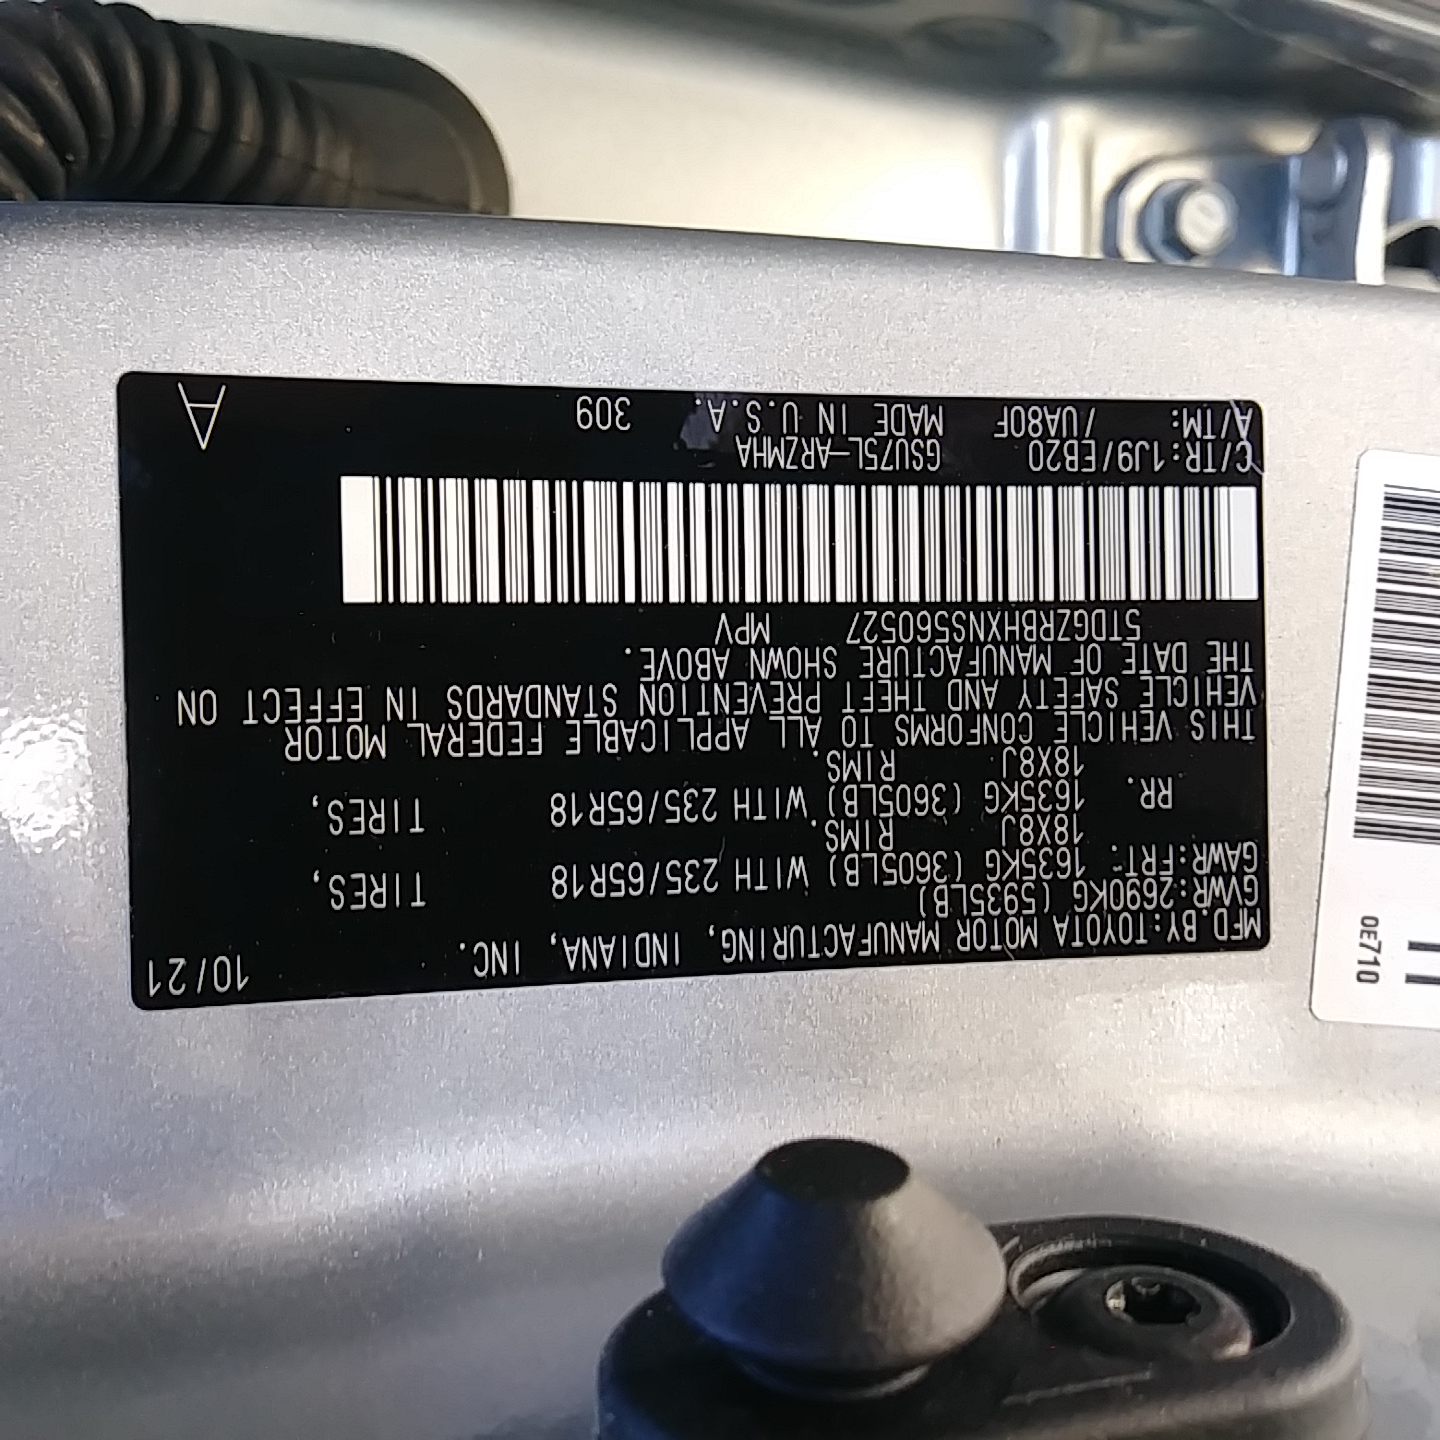 MFD.BY:TOYOTA MOTOR MANUFACTURING, INDIANA, INC. 10/21
GVWR:2690KG (5935LB)
GAWR:FRT. 1635KG (3605LB) WITH 235/65R18 TIRES,
18X8J RIMS.
RR. 1635KG (3605LB) WITH 235/65R18 TIRES,
18X8J RIMS.
THIS VEHICLE CONFORMS TO ALL APPLICABLE FEDERAL MOTOR
VEHICLE SAFETY AND THEFT PREVENTION STANDARDS IN EFFECT ON
THE DATE OF MANUFACTURE SHOWN ABOVE.
5TDGZRBHXNS560527 MPV
C/TR:1J9/EB20 GSU75L-ARZMHA
A/TM: /UA80F MADE IN U.S.A. 309 A
0E710